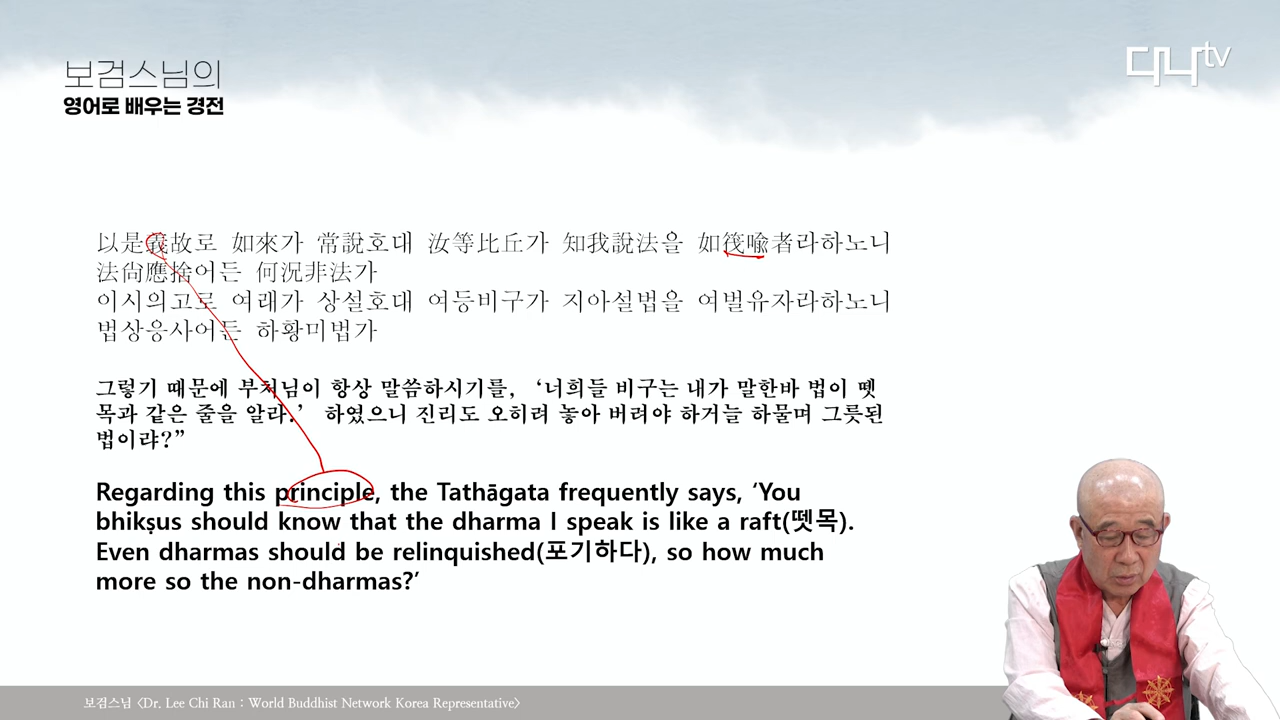 보검스님의
영어로 배우는 경전
다나tv
以是義故로 如來가 常說호대 汝等比丘가 知我說法을 如筏喩者라하노니
法尙應捨어든 何況非法가
이시의고로 여래가 상설호대 여등비구가 지아설법을 여벌유자라하노니
법상응사어든 하황미법가
그렇기 때문에 부처님이 항상 말씀하시기를, ‘너희들 비구는 내가 말한바 법이 뗏
목과 같은 줄을 알라.’ 하였으니 진리도 오히려 놓아 버려야 하거늘 하물며 그릇된
법이랴?”
Regarding this principle, the Tathāgata frequently says, ‘You
bhikṣus should know that the dharma I speak is like a raft(뗏목).
Even dharmas should be relinquished(포기하다), so how much
more so the non-dharmas?’
보검스님 <Dr. Lee Chi Ran : World Buddhist Network Korea Representative>